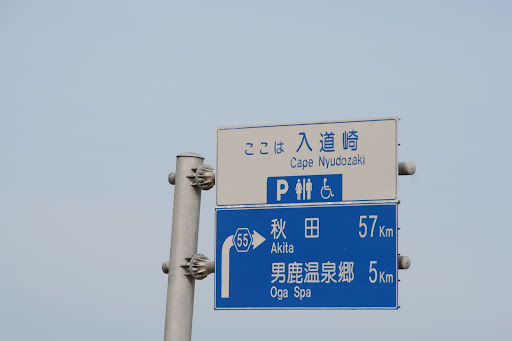 ここは 入道崎
Cape Nyudozaki
P
55 秋田 57Km
Akita
男鹿温泉郷 5Km
Oga Spa